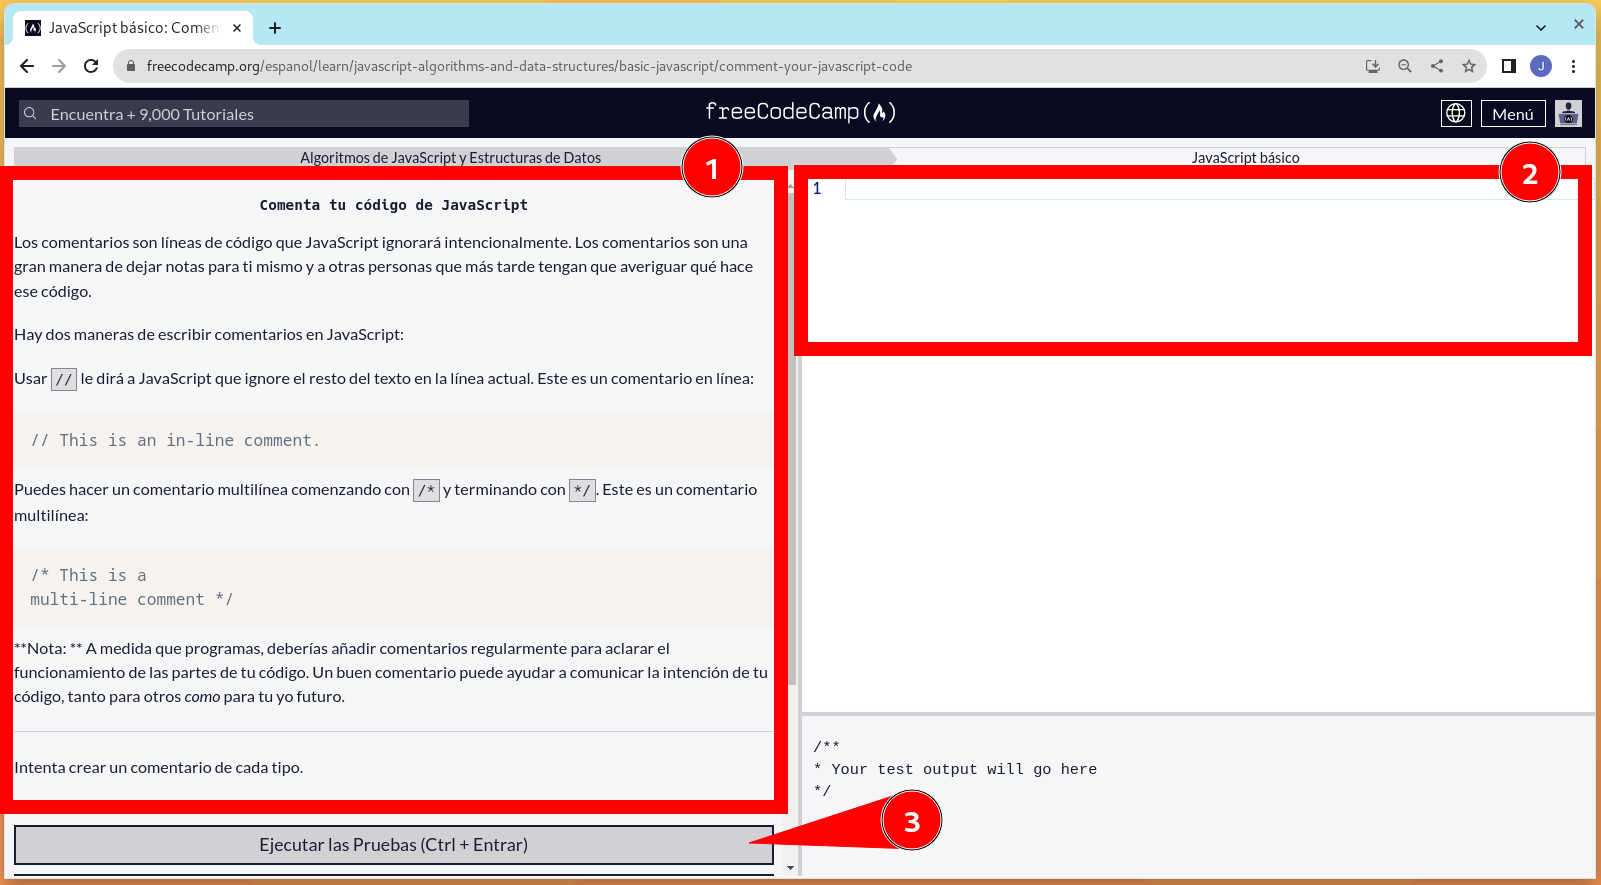 JavaScript básico: Comen
freecodecamp.org/espanol/learn/javascript-algorithms-and-data-structures/basic-javascript/comment-your-javascript-code
J
Encuentra + 9,000 Tutoriales
freeCodeCamp
Menú
Algoritmos de JavaScript y Estructuras de Datos
JavaScript básico
1
2
Comenta tu código de JavaScript
Los comentarios son líneas de código que JavaScript ignorará intencionalmente. Los comentarios son una
gran manera de dejar notas para ti mismo y a otras personas que más tarde tengan que averiguar qué hace
ese código.
Hay dos maneras de escribir comentarios en JavaScript:
Usar // le dirá a JavaScript que ignore el resto del texto en la línea actual. Este es un comentario en línea:
// This is an in-line comment.
Puedes hacer un comentario multilínea comenzando con /* y terminando con */. Este es un comentario
multilínea:
/* This is a
multi-line comment */
**Nota: ** A medida que programas, deberías añadir comentarios regularmente para aclarar el
funcionamiento de las partes de tu código. Un buen comentario puede ayudar a comunicar la intención de tu
código, tanto para otros como para tu yo futuro.
Intenta crear un comentario de cada tipo.
Ejecutar las Pruebas (Ctrl + Entrar)
3
1
/**
* Your test output will go here
*/